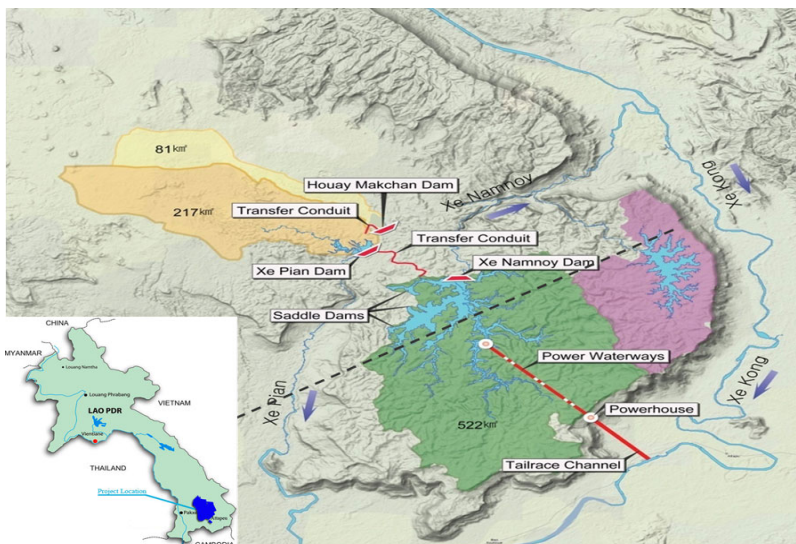 81㎢
Houay Makchan Dam
217㎢
Transfer Conduit
Xe Namnoy
Xe Kong
Transfer Conduit
Xe Pian Dam
Xe Namnoy Dam
Saddle Dams
Power Waterways
Xe Pian
Xe Kong
Powerhouse
522㎢
Tailrace Channel
CHINA
MYANMAR
Louang Namtha
Louang Phrabang
VIETNAM
LAO PDR
Vientiane
THAILAND
Project Location
CAMBODIA